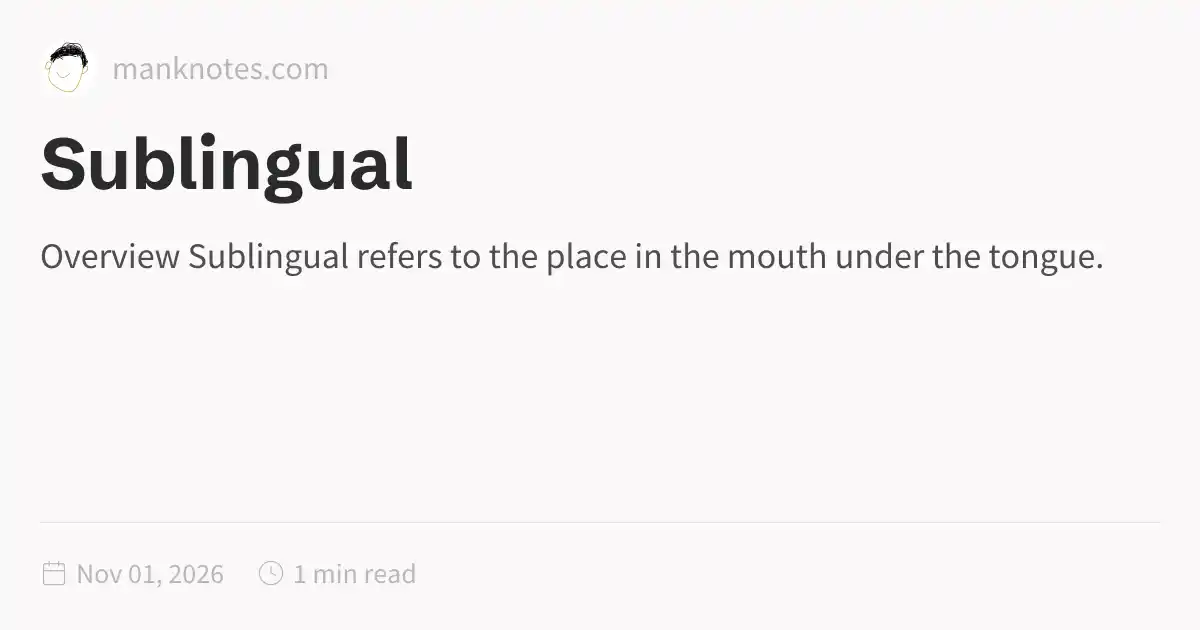 manknotes.com
Sublingual
Overview Sublingual refers to the place in the mouth under the tongue.
Nov 01, 2026 1 min read